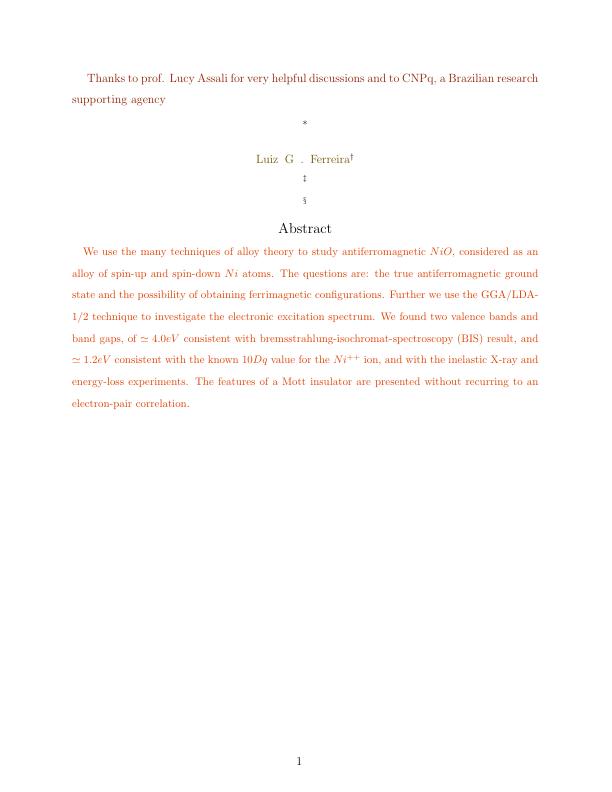 Thanks to prof. Lucy Assali for very helpful discussions and to CNPq, a Brazilian research
supporting agency
*
Luiz G . Ferreira†
‡
§
Abstract
We use the many techniques of alloy theory to study antiferromagnetic NiO, considered as an
alloy of spin-up and spin-down Ni atoms. The questions are: the true antiferromagnetic ground
state and the possibility of obtaining ferrimagnetic configurations. Further we use the GGA/LDA-
1/2 technique to investigate the electronic excitation spectrum. We found two valence bands and
band gaps, of ≃ 4.0eV consistent with bremsstrahlung-isochromat-spectroscopy (BIS) result, and
≃ 1.2eV consistent with the known 10Dq value for the Ni⁺⁺ ion, and with the inelastic X-ray and
energy-loss experiments. The features of a Mott insulator are presented without recurring to an
electron-pair correlation.
1